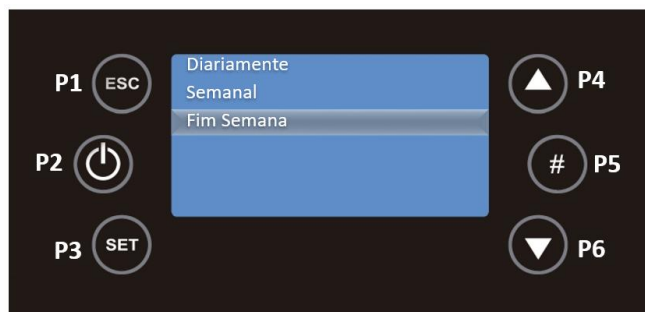 P1 ESC
Diariamente
Semanal
Fim Semana
P4
P2
# P5
P3 SET
P6